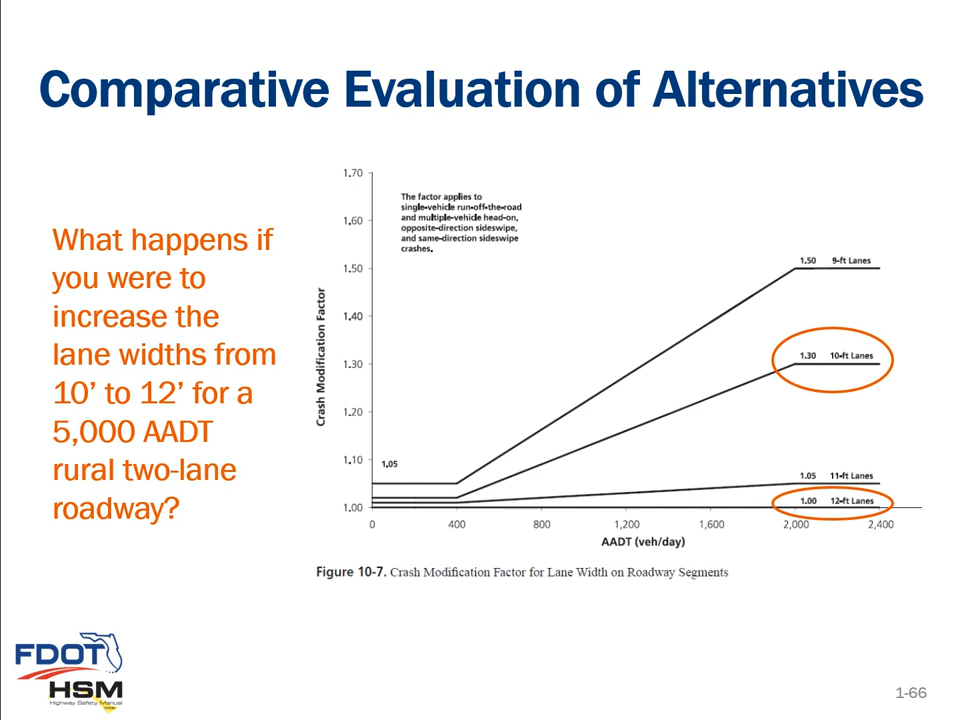 Comparative Evaluation of Alternatives
What happens if
you were to
increase the
lane widths from
10’ to 12’ for a
5,000 AADT
rural two-lane
roadway?
1.70
1.60
1.50
1.40
1.30
1.20
1.10
1.00
Crash Modification Factor
The factor applies to
single-vehicle run-off-the-road
and multiple-vehicle head-on,
opposite-direction sideswipe,
and same-direction sideswipe
crashes.
1.50 9-ft Lanes
1.30 10-ft Lanes
1.05
1.05 11-ft Lanes
1.00 12-ft Lanes
0 400 800 1,200 1,600 2,000 2,400
AADT (veh/day)
Figure 10-7. Crash Modification Factor for Lane Width on Roadway Segments
FDOT
HSM
Highway Safety Manual
1-66